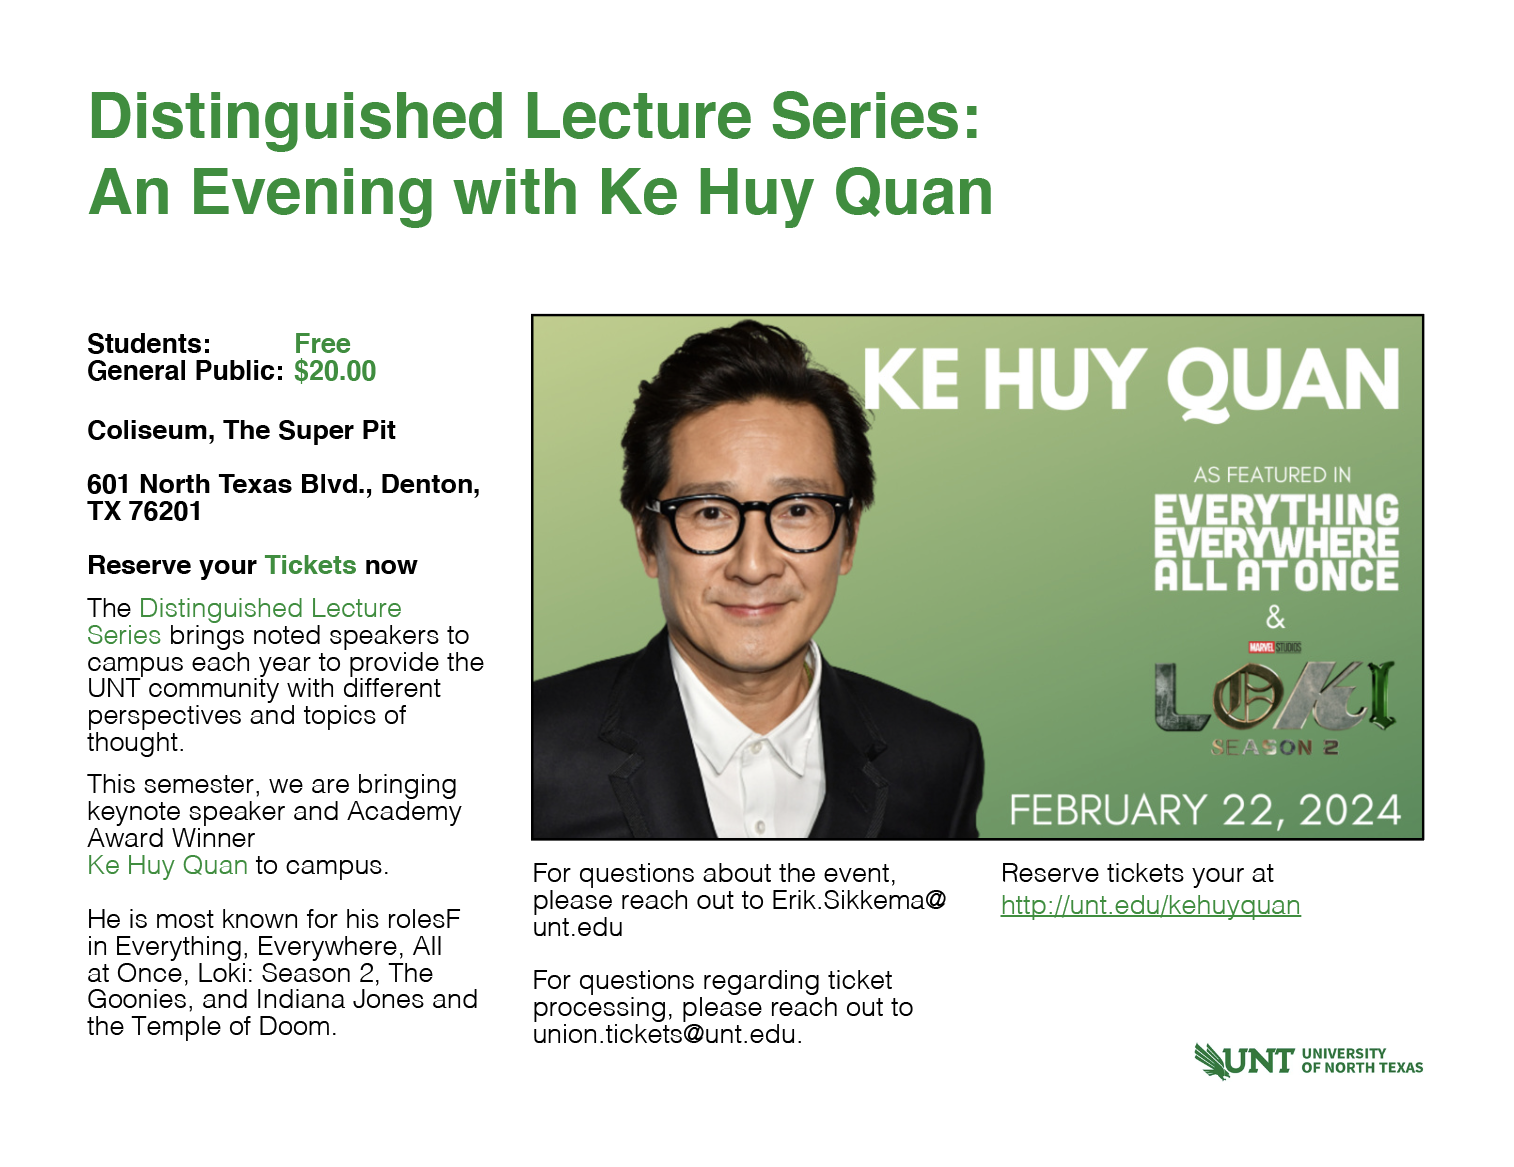 Distinguished Lecture Series:
An Evening with Ke Huy Quan
Students: Free
General Public: $20.00
Coliseum, The Super Pit
601 North Texas Blvd., Denton,
TX 76201
Reserve your Tickets now
The Distinguished Lecture
Series brings noted speakers to
campus each year to provide the
UNT community with different
perspectives and topics of
thought.
This semester, we are bringing
keynote speaker and Academy
Award Winner
Ke Huy Quan to campus.
He is most known for his rolesF
in Everything, Everywhere, All
at Once, Loki: Season 2, The
Goonies, and Indiana Jones and
the Temple of Doom.
KE HUY QUAN
AS FEATURED IN
EVERYTHING
EVERYWHERE
ALL AT ONCE
&
MARVEL STUDIOS
LOKI
SEASON 2
FEBRUARY 22, 2024
For questions about the event,
please reach out to Erik.Sikkema@
unt.edu
For questions regarding ticket
processing, please reach out to
union.tickets@unt.edu.
Reserve tickets your at
http://unt.edu/kehuyquan
UNT UNIVERSITY
OF NORTH TEXAS